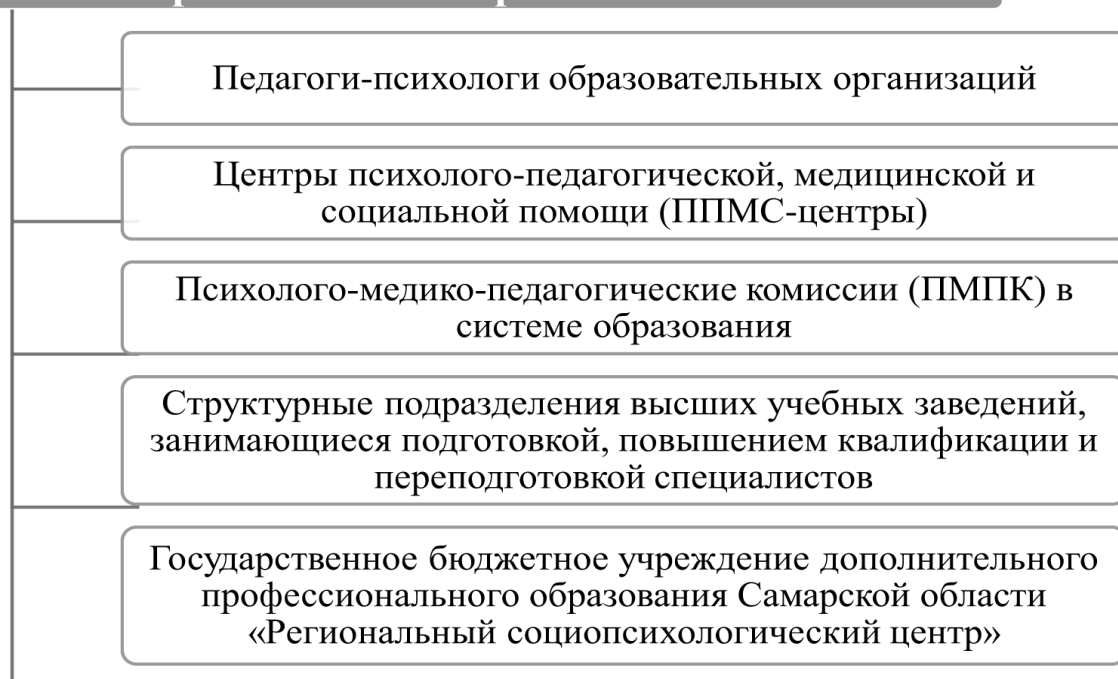 Педагоги-психологи образовательных организаций
Центры психолого-педагогической, медицинской и
социальной помощи (ППМС-центры)
Психолого-медико-педагогические комиссии (ПМПК) в
системе образования
Структурные подразделения высших учебных заведений,
занимающиеся подготовкой, повышением квалификации и
переподготовкой специалистов
Государственное бюджетное учреждение дополнительного
профессионального образования Самарской области
«Региональный социопсихологический центр»